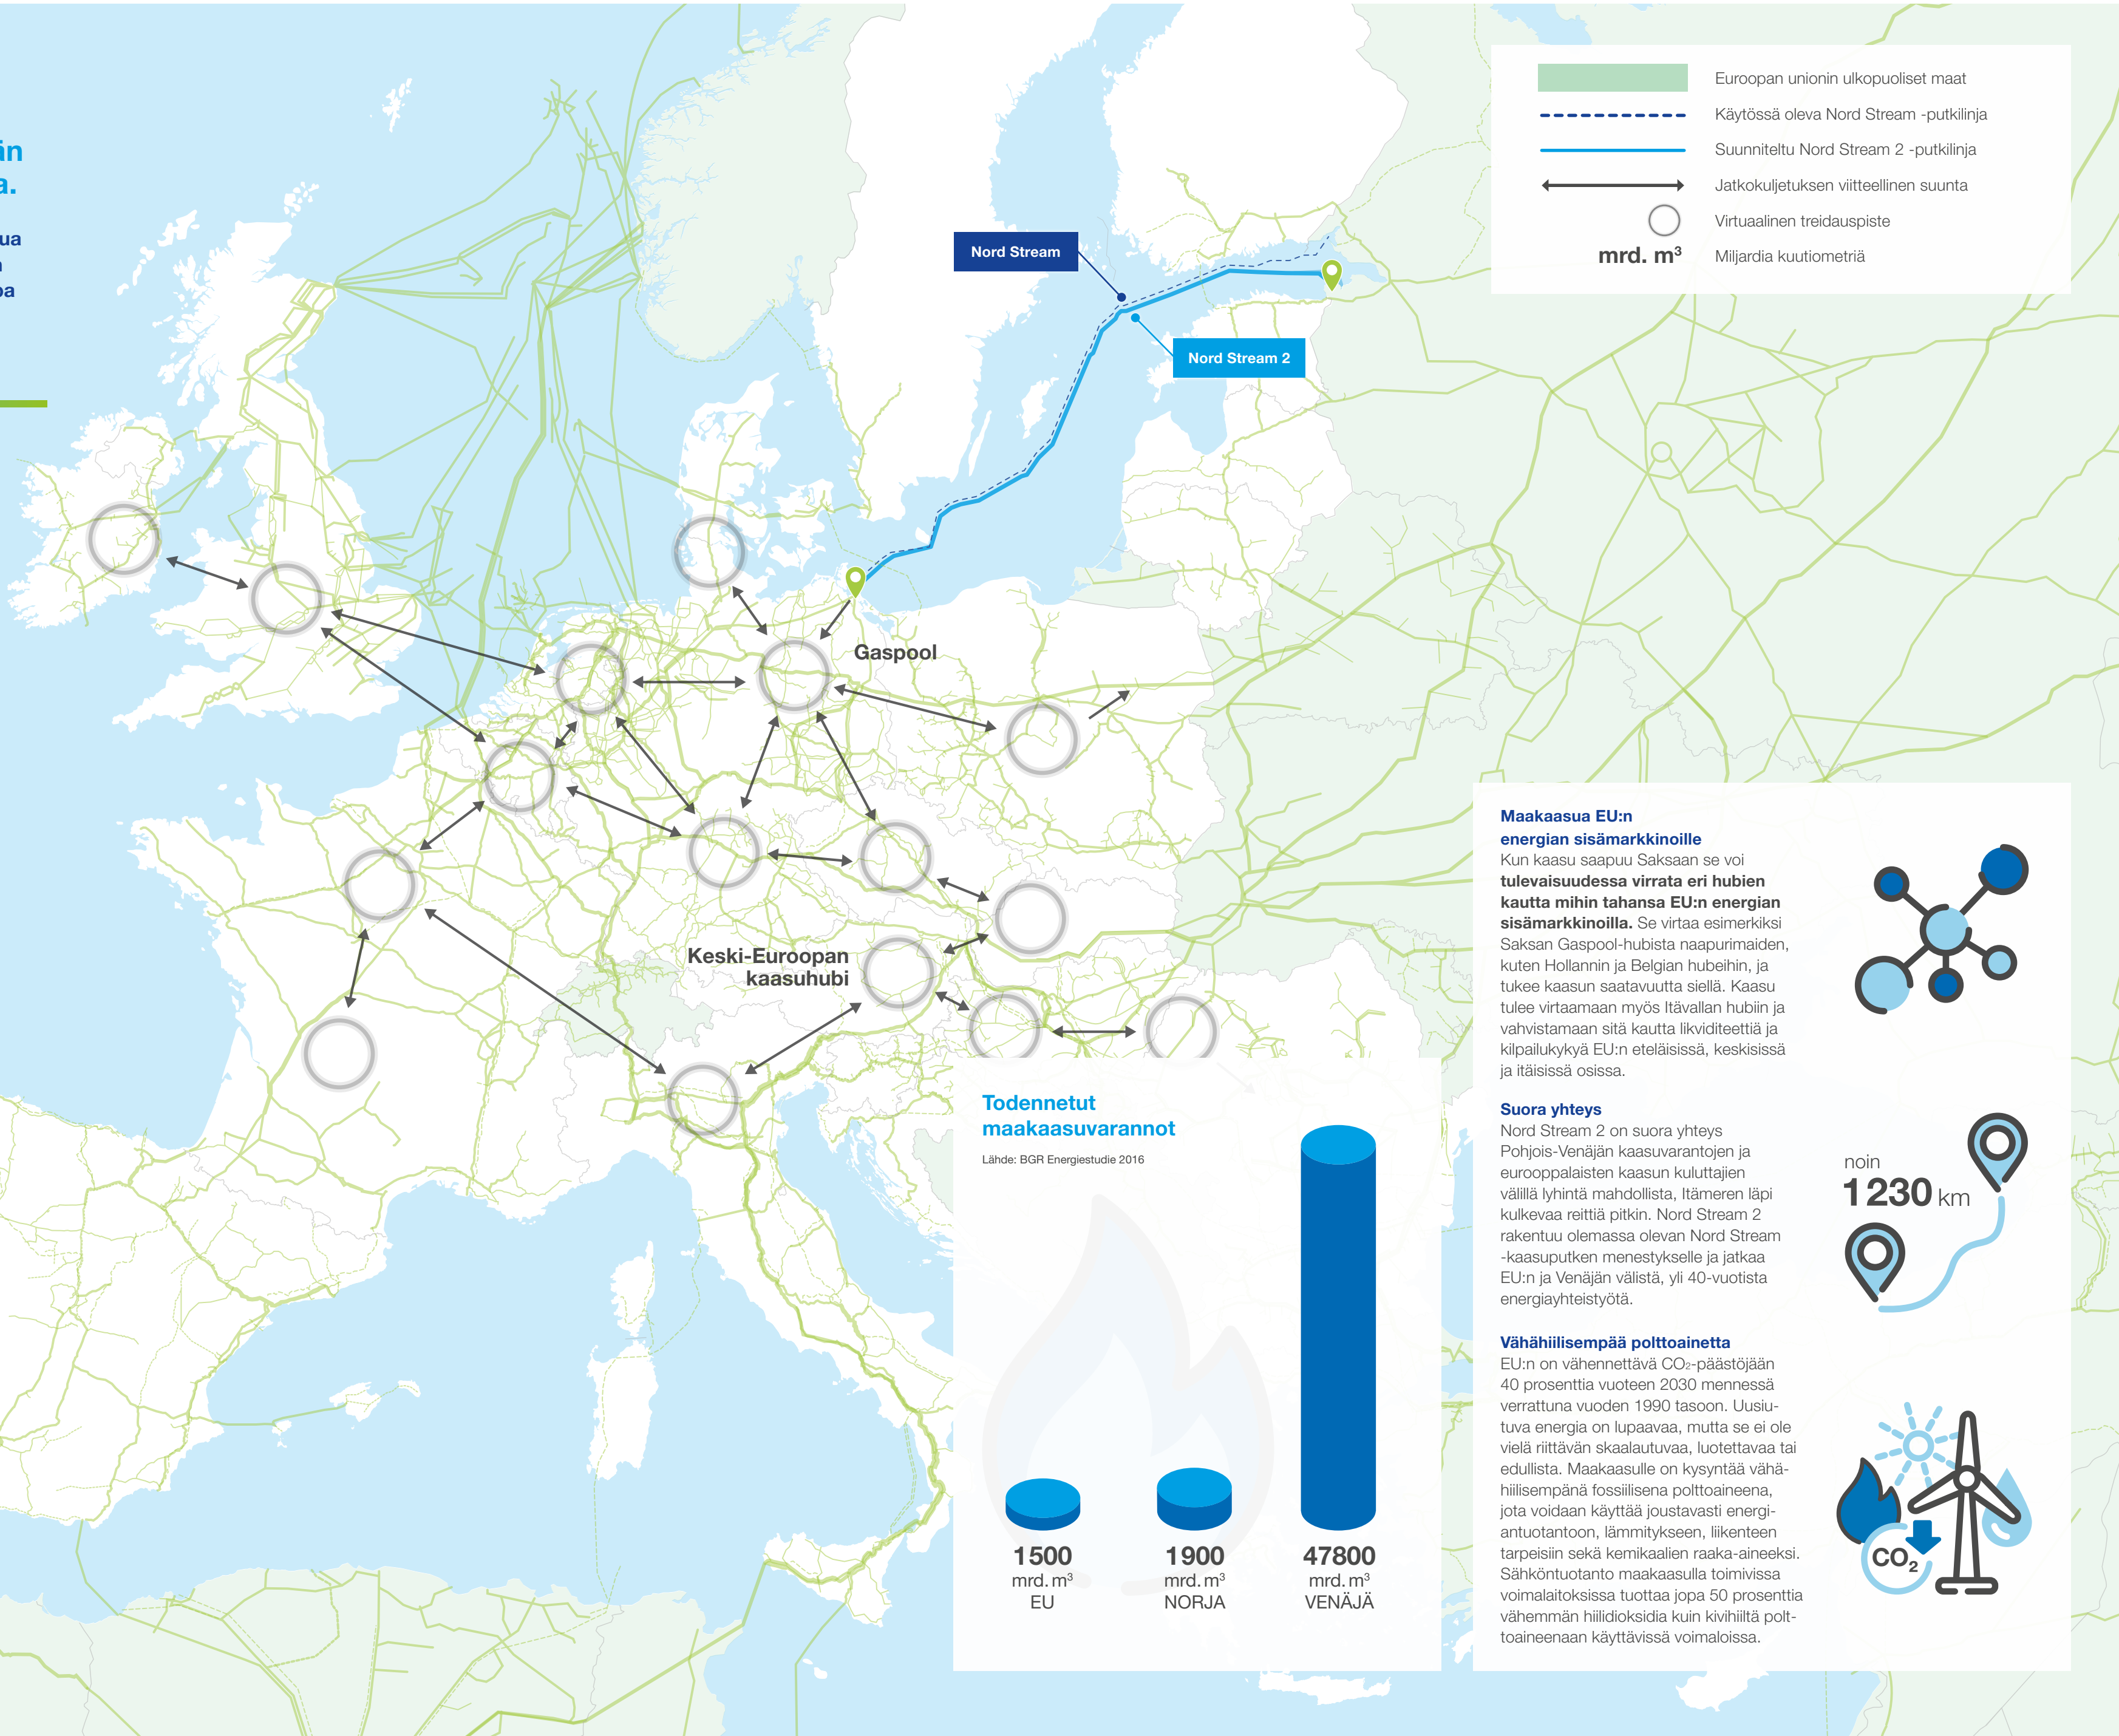 än
a.
ua
n
pa
Euroopan unionin ulkopuoliset maat
Käytössä oleva Nord Stream -putkilinja
Suunniteltu Nord Stream 2 -putkilinja
Jatkokuljetuksen viitteellinen suunta
Virtuaalinen treidauspiste
mrd. m³ Miljardia kuutiometriä
Nord Stream
Nord Stream 2
Gaspool
Keski-Euroopan
kaasuhubi
Todennetut
maakaasuvarannot
Lähde: BGR Energiestudie 2016
1500
mrd. m³
EU
1900
mrd. m³
NORJA
47800
mrd. m³
VENÄJÄ
Maakaasua EU:n
energian sisämarkkinoille
Kun kaasu saapuu Saksaan se voi
tulevaisuudessa virrata eri hubien
kautta mihin tahansa EU:n energian
sisämarkkinoilla. Se virtaa esimerkiksi
Saksan Gaspool-hubista naapurimaiden,
kuten Hollannin ja Belgian hubeihin, ja
tukee kaasun saatavuutta siellä. Kaasu
tulee virtaamaan myös Itävallan hubiin ja
vahvistamaan sitä kautta likviditeettiä ja
kilpailukykyä EU:n eteläisissä, keskisissä
ja itäisissä osissa.
Suora yhteys
Nord Stream 2 on suora yhteys
Pohjois-Venäjän kaasuvarantojen ja
eurooppalaisten kaasun kuluttajien
välillä lyhintä mahdollista, Itämeren läpi
kulkevaa reittiä pitkin. Nord Stream 2
rakentuu olemassa olevan Nord Stream
-kaasuputken menestykselle ja jatkaa
EU:n ja Venäjän välistä, yli 40-vuotista
energiayhteistyötä.
noin
1230 km
Vähähiilisempää polttoainetta
EU:n on vähennettävä CO₂-päästöjään
40 prosenttia vuoteen 2030 mennessä
verrattuna vuoden 1990 tasoon. Uusiu-
tuva energia on lupaavaa, mutta se ei ole
vielä riittävän skaalautuvaa, luotettavaa tai
edullista. Maakaasulle on kysyntää vähä-
hiilisempänä fossiilisena polttoaineena,
jota voidaan käyttää joustavasti energi-
antuotantoon, lämmitykseen, liikenteen
tarpeisiin sekä kemikaalien raaka-aineeksi.
Sähköntuotanto maakaasulla toimivissa
voimalaitoksissa tuottaa jopa 50 prosenttia
vähemmän hiilidioksidia kuin kivihiiltä polt-
toaineenaan käyttävissä voimaloissa.
CO₂